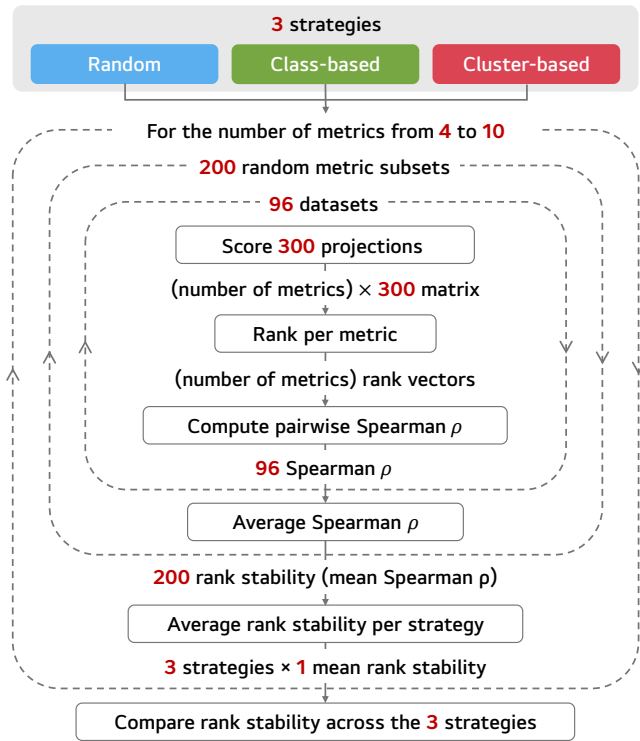 3 strategies
Random
Class-based
Cluster-based
For the number of metrics from 4 to 10
200 random metric subsets
96 datasets
Score 300 projections
(number of metrics) × 300 matrix
Rank per metric
(number of metrics) rank vectors
Compute pairwise Spearman ρ
96 Spearman ρ
Average Spearman ρ
200 rank stability (mean Spearman ρ)
Average rank stability per strategy
3 strategies × 1 mean rank stability
Compare rank stability across the 3 strategies